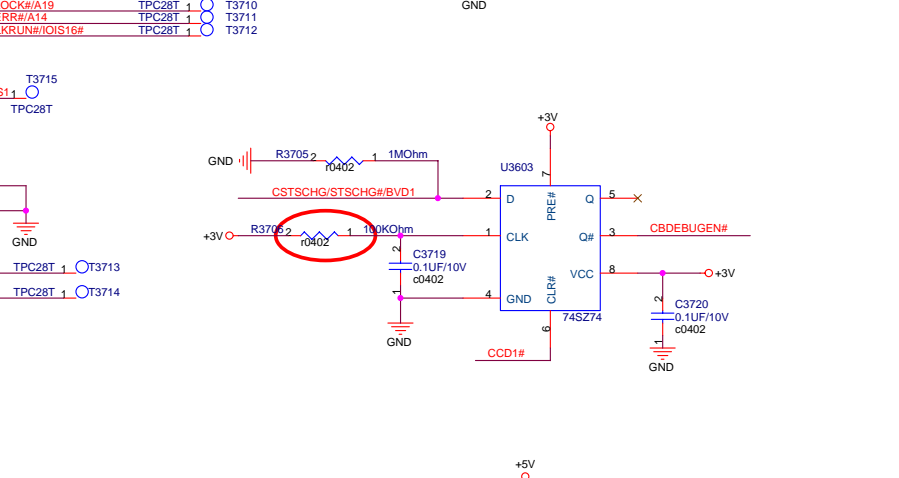 OCK#/A19 TPC28T 1 T3710
ERR#/A14 TPC28T 1 T3711
KRUN#/IOIS16# TPC28T 1 T3712
GND
T3715
S1 1
TPC28T
+3V
7
GND R3705 2 1 1MOhm
r0402
U3603
CSTSCHG/STSCHG#/BVD1 2 D PRE# Q 5
+3V 2 1 100KOhm
r0402
1 CLK Q# 3 CBDEBUGEN#
GND
2 C3719
0.1UF/10V
c0402
1
VCC 8 +3V
TPC28T 1 T3713
TPC28T 1 T3714
4 GND CLR#
74SZ74
6
2 C3720
0.1UF/10V
c0402
1
GND
CCD1#
GND
+5V